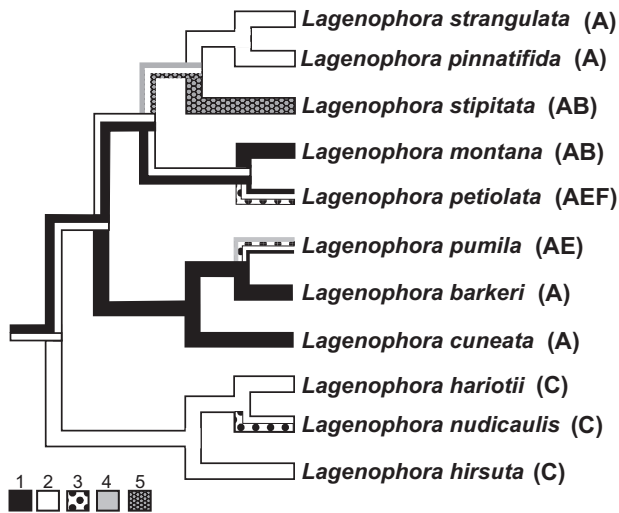 Lagenophora strangulata (A)
Lagenophora pinnatifida (A)
Lagenophora stipitata (AB)
Lagenophora montana (AB)
Lagenophora petiolata (AEF)
Lagenophora pumila (AE)
Lagenophora barkeri (A)
Lagenophora cuneata (A)
Lagenophora hariotii (C)
Lagenophora nudicaulis (C)
Lagenophora hirsuta (C)
1 2 3 4 5